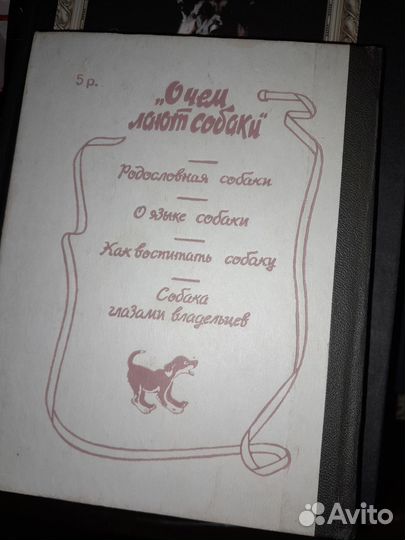 5 р.
„О чем
лают собаки"
Родословная собаки
О языке собаки
Как воспитать собаку
Собака
глазами владельцев
Avito